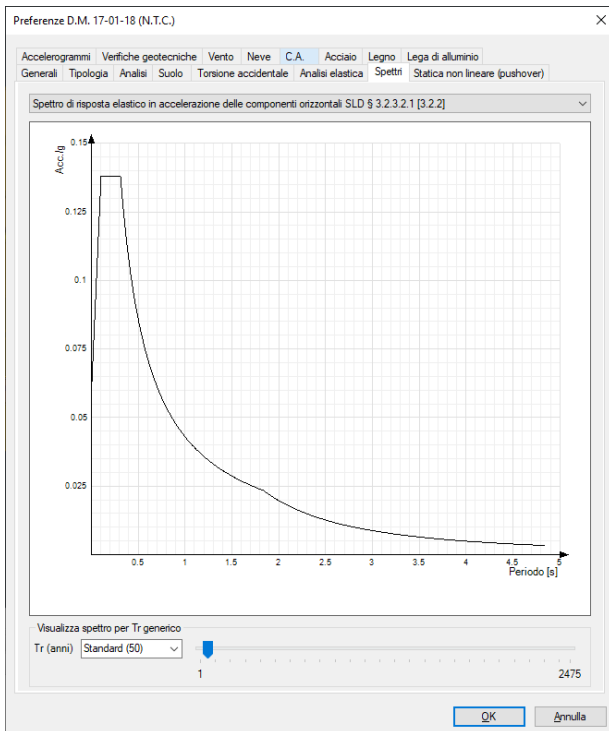 Preferenze D.M. 17-01-18 (N.T.C.)
Accelerogrammi Verifiche geotecniche Vento Neve C.A. Acciaio Legno Lega di alluminio
Generali Tipologia Analisi Suolo Torsione accidentale Analisi elastica Spettri Statica non lineare (pushover)
Spettro di risposta elastico in accelerazione delle componenti orizzontali SLD § 3.2.3.2.1 [3.2.2]
Acc./g
0.15
0.125
0.1
0.075
0.05
0.025
0.5 1 1.5 2 2.5 3 3.5 4 4.5 5
Periodo [s]
Visualizza spettro per Tr generico
Tr (anni) Standard (50)
1 2475
OK Annulla